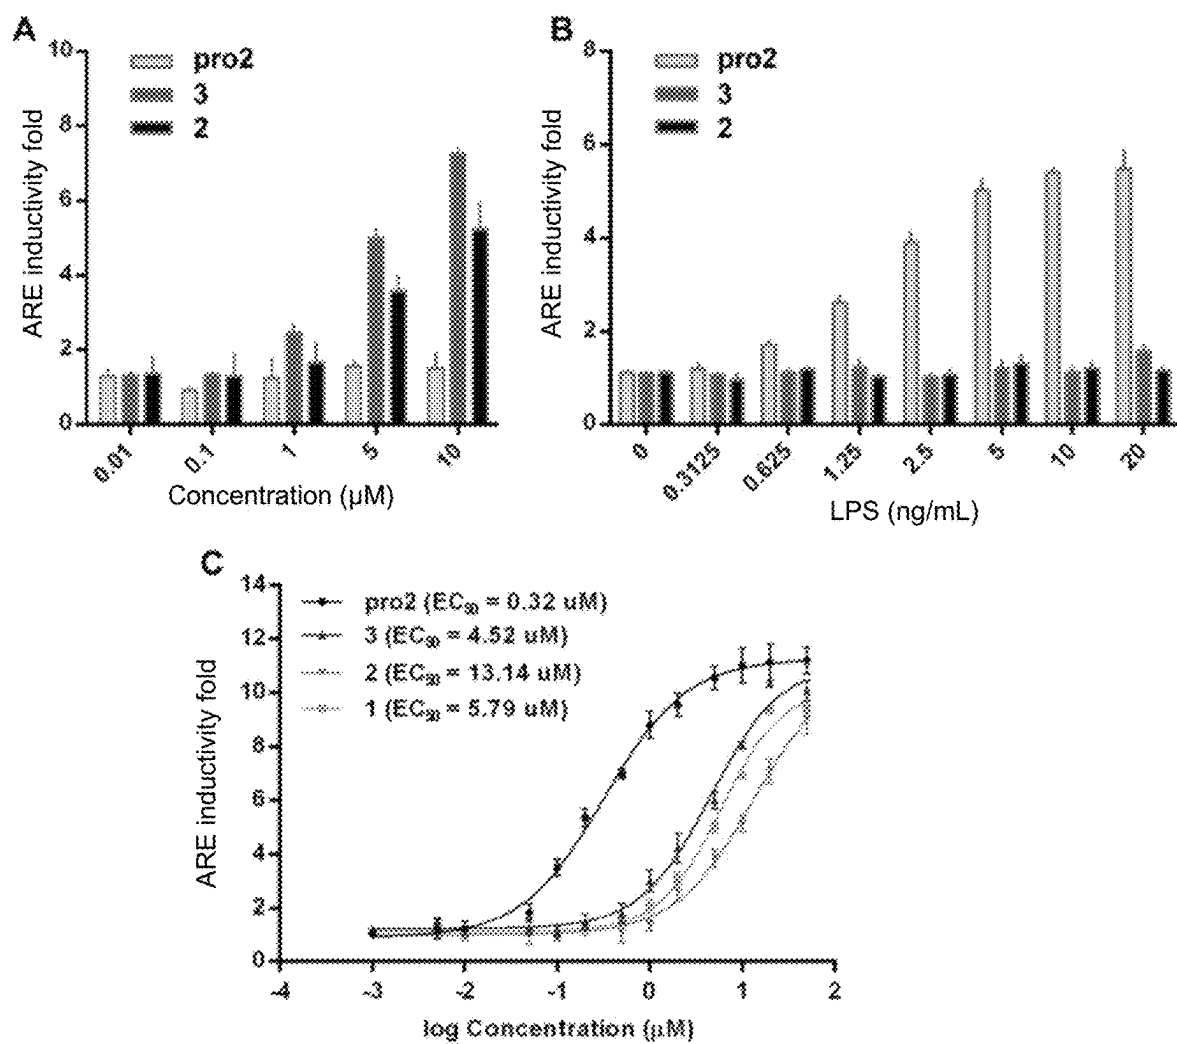 A
10
8
6
4
2
0
ARE inductivity fold
pro2
3
2
0.01
0.1
1
5
10
Concentration (µM)
B
8
6
4
2
0
ARE inductivity fold
pro2
3
2
0
0.3125
0.625
1.25
2.5
5
10
20
LPS (ng/mL)
C
14
12
10
8
6
4
2
0
ARE inductivity fold
pro2 (EC50 = 0.32 uM)
3 (EC50 = 4.52 uM)
2 (EC50 = 13.14 uM)
1 (EC50 = 5.79 uM)
-4
-3
-2
-1
0
1
2
log Concentration (µM)